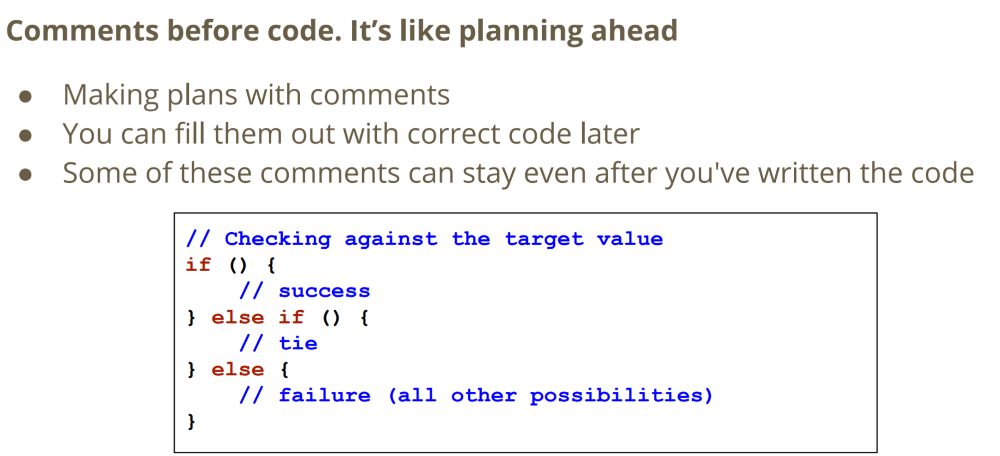 Comments before code. It’s like planning ahead
● Making plans with comments
● You can fill them out with correct code later
● Some of these comments can stay even after you've written the code
// Checking against the target value
if () {
    // success
} else if () {
    // tie
} else {
    // failure (all other possibilities)
}